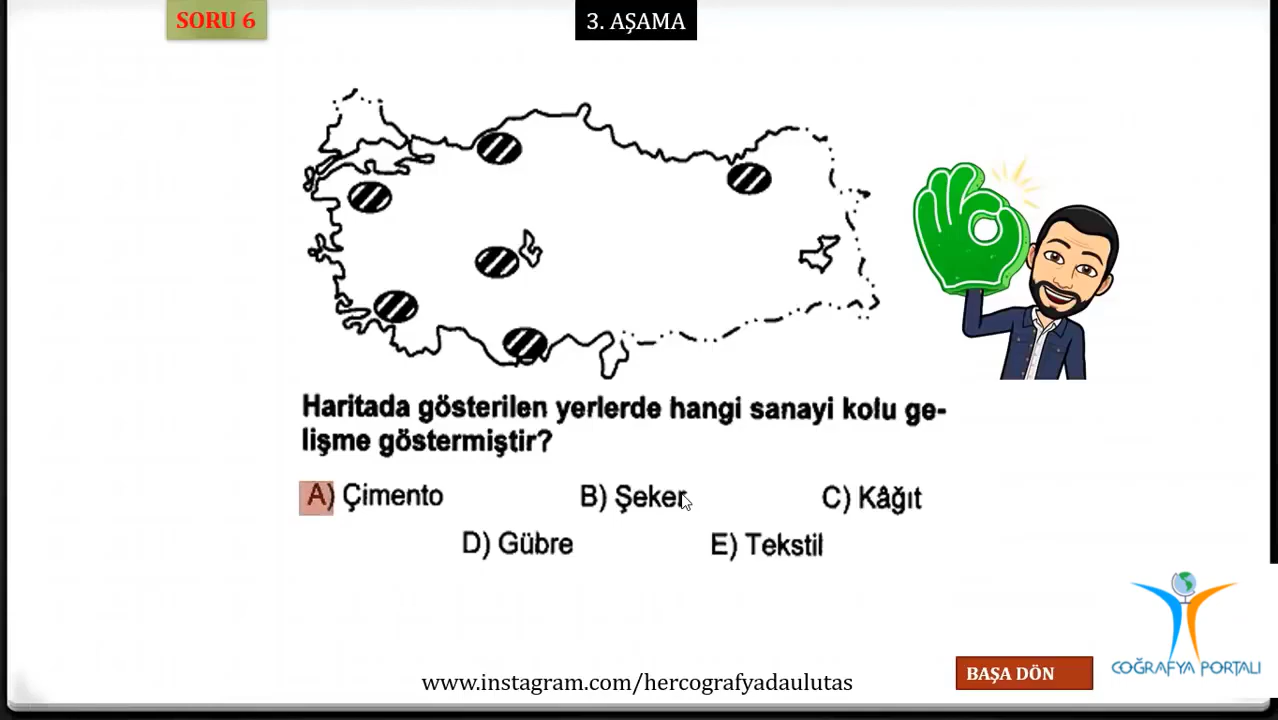 SORU 6
3. AŞAMA
Haritada gösterilen yerlerde hangi sanayi kolu ge-
lişme göstermiştir?
A) Çimento B) Şeker C) Kâğıt
D) Gübre E) Tekstil
COĞRAFYA PORTALI
BAŞA DÖN
www.instagram.com/hercografyadaulutas